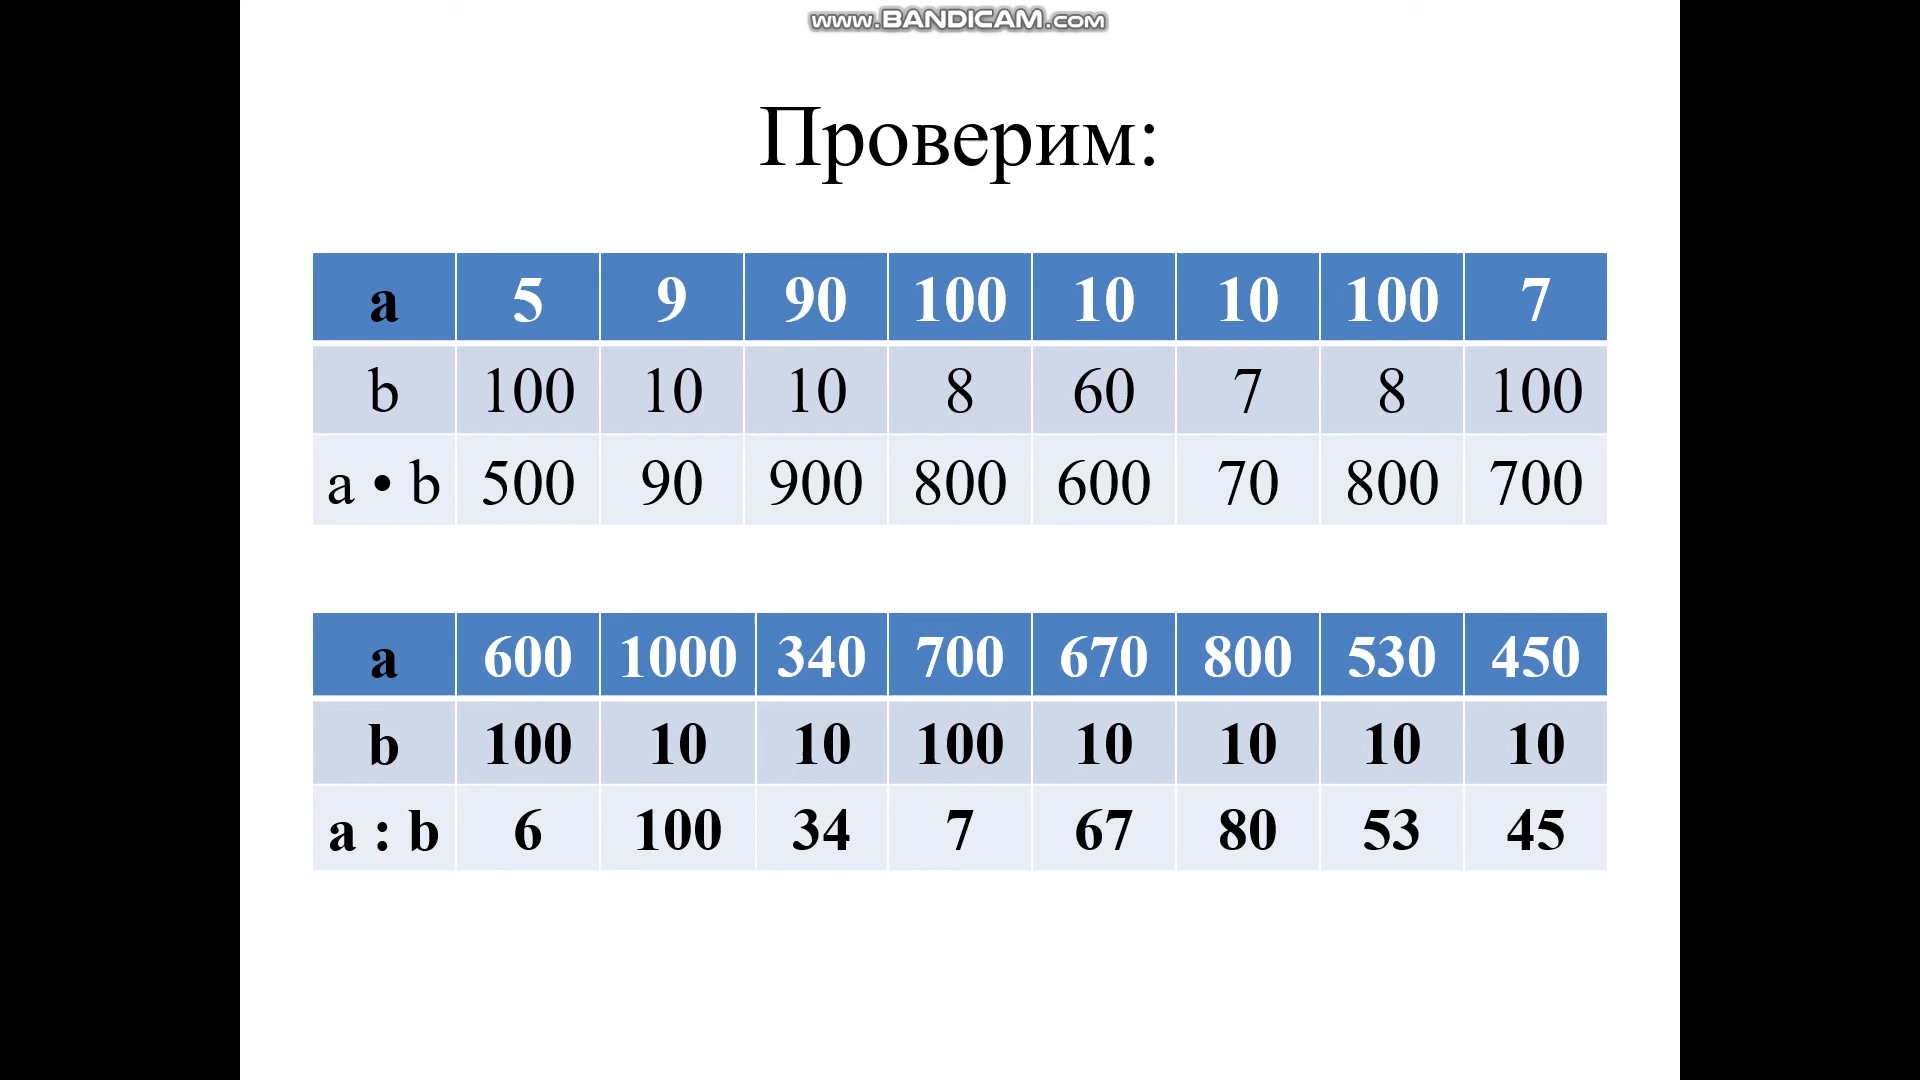 www.BANDICAM.com
Проверим:
a 5 9 90 100 10 10 100 7
b 100 10 10 8 60 7 8 100
a • b 500 90 900 800 600 70 800 700
a 600 1000 340 700 670 800 530 450
b 100 10 10 100 10 10 10 10
a : b 6 100 34 7 67 80 53 45